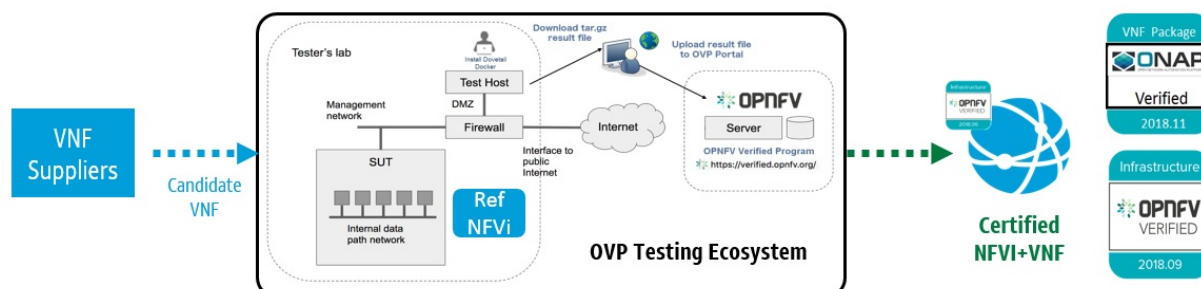 VNF
Suppliers
Candidate
VNF
Tester's lab
Install Dovetail
Docker
Test Host
DMZ
Management
network
Firewall
Internet
Interface to
public
Internet
SUT
Internal data
path network
Ref
NFVi
Download tar.gz
result file
Upload result file
to OVP Portal
OPNFV
Server
OPNFV Verified Program
https://verified.opnfv.org/
OVP Testing Ecosystem
Infrastructure
OPNFV
VERIFIED
2018.09
Certified
NFVI+VNF
VNF Package
ONAP
Verified
2018.11
Infrastructure
OPNFV
VERIFIED
2018.09